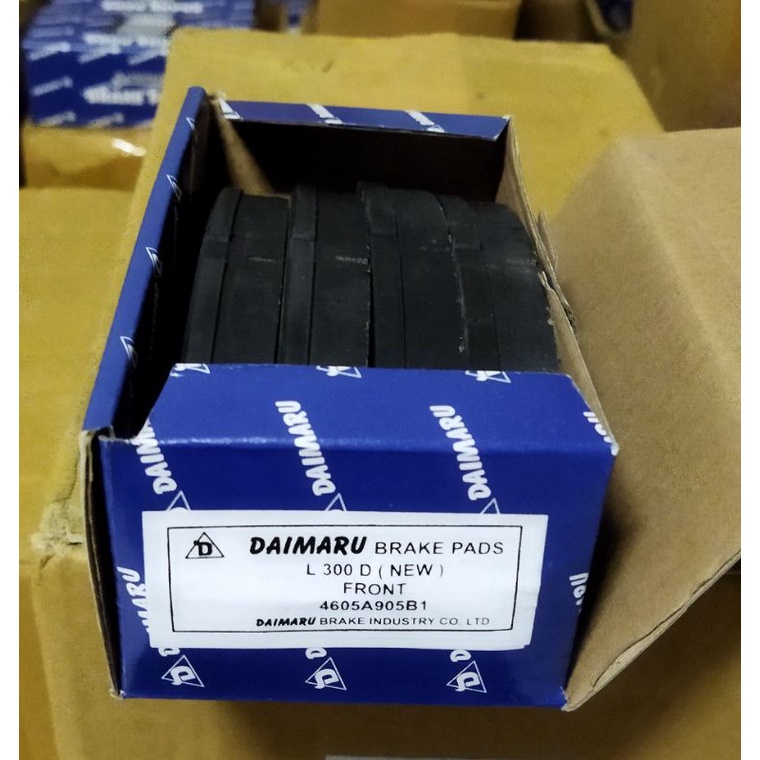 DAIMARU
DAIMARU
DAIMARU
D DAIMARU BRAKE PADS
L 300 D ( NEW )
FRONT
4605A905B1
DAIMARU BRAKE INDUSTRY CO. LTD